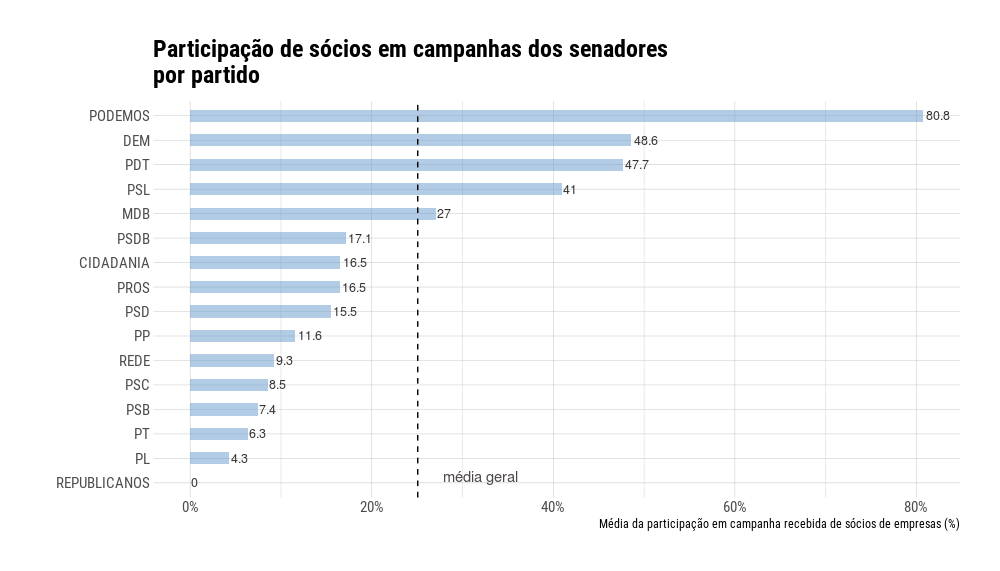 Participação de sócios em campanhas dos senadores
por partido
PODEMOS 80.8
DEM 48.6
PDT 47.7
PSL 41
MDB 27
PSDB 17.1
CIDADANIA 16.5
PROS 16.5
PSD 15.5
PP 11.6
REDE 9.3
PSC 8.5
PSB 7.4
PT 6.3
PL 4.3
média geral
REPUBLICANOS 0
0% 20% 40% 60% 80%
Média da participação em campanha recebida de sócios de empresas (%)